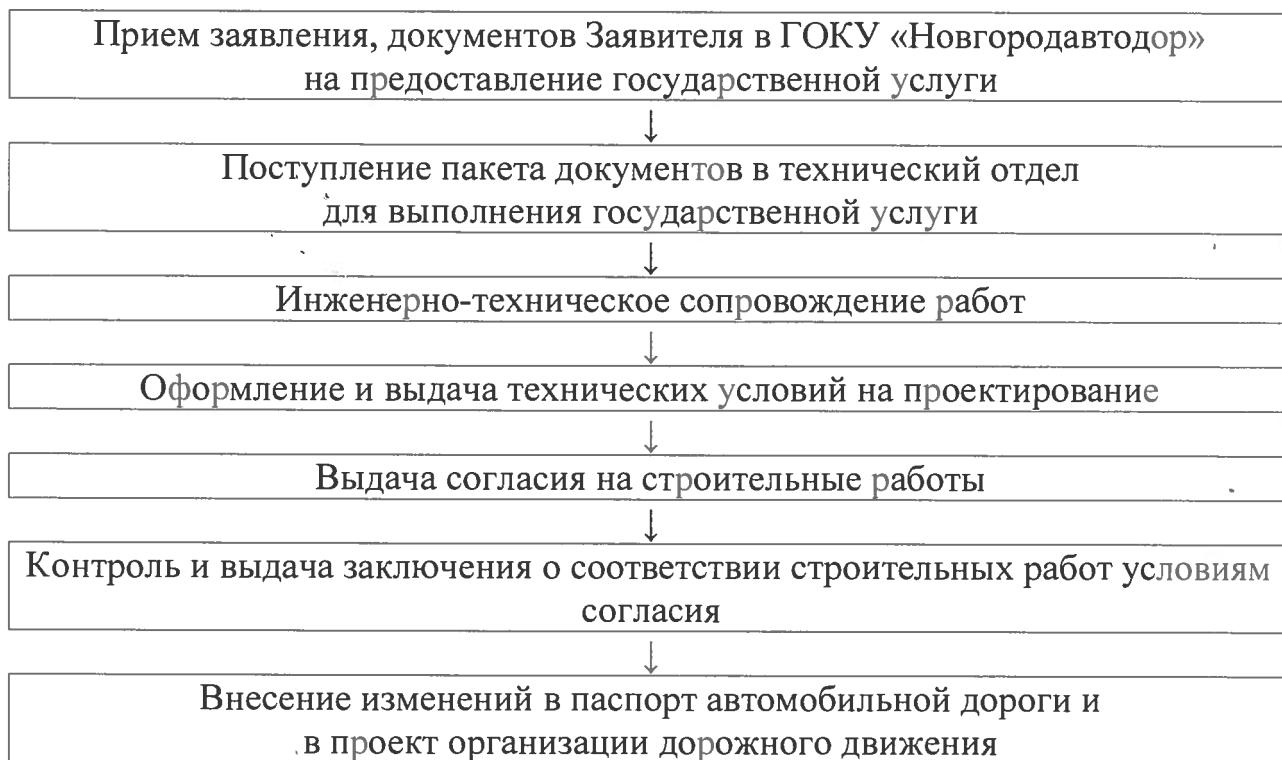 Прием заявления, документов Заявителя в ГОКУ «Новгородавтодор»
на предоставление государственной услуги
↓
Поступление пакета документов в технический отдел
для выполнения государственной услуги
↓
Инженерно-техническое сопровождение работ
↓
Оформление и выдача технических условий на проектирование
↓
Выдача согласия на строительные работы
↓
Контроль и выдача заключения о соответствии строительных работ условиям
согласия
↓
Внесение изменений в паспорт автомобильной дороги и
в проект организации дорожного движения